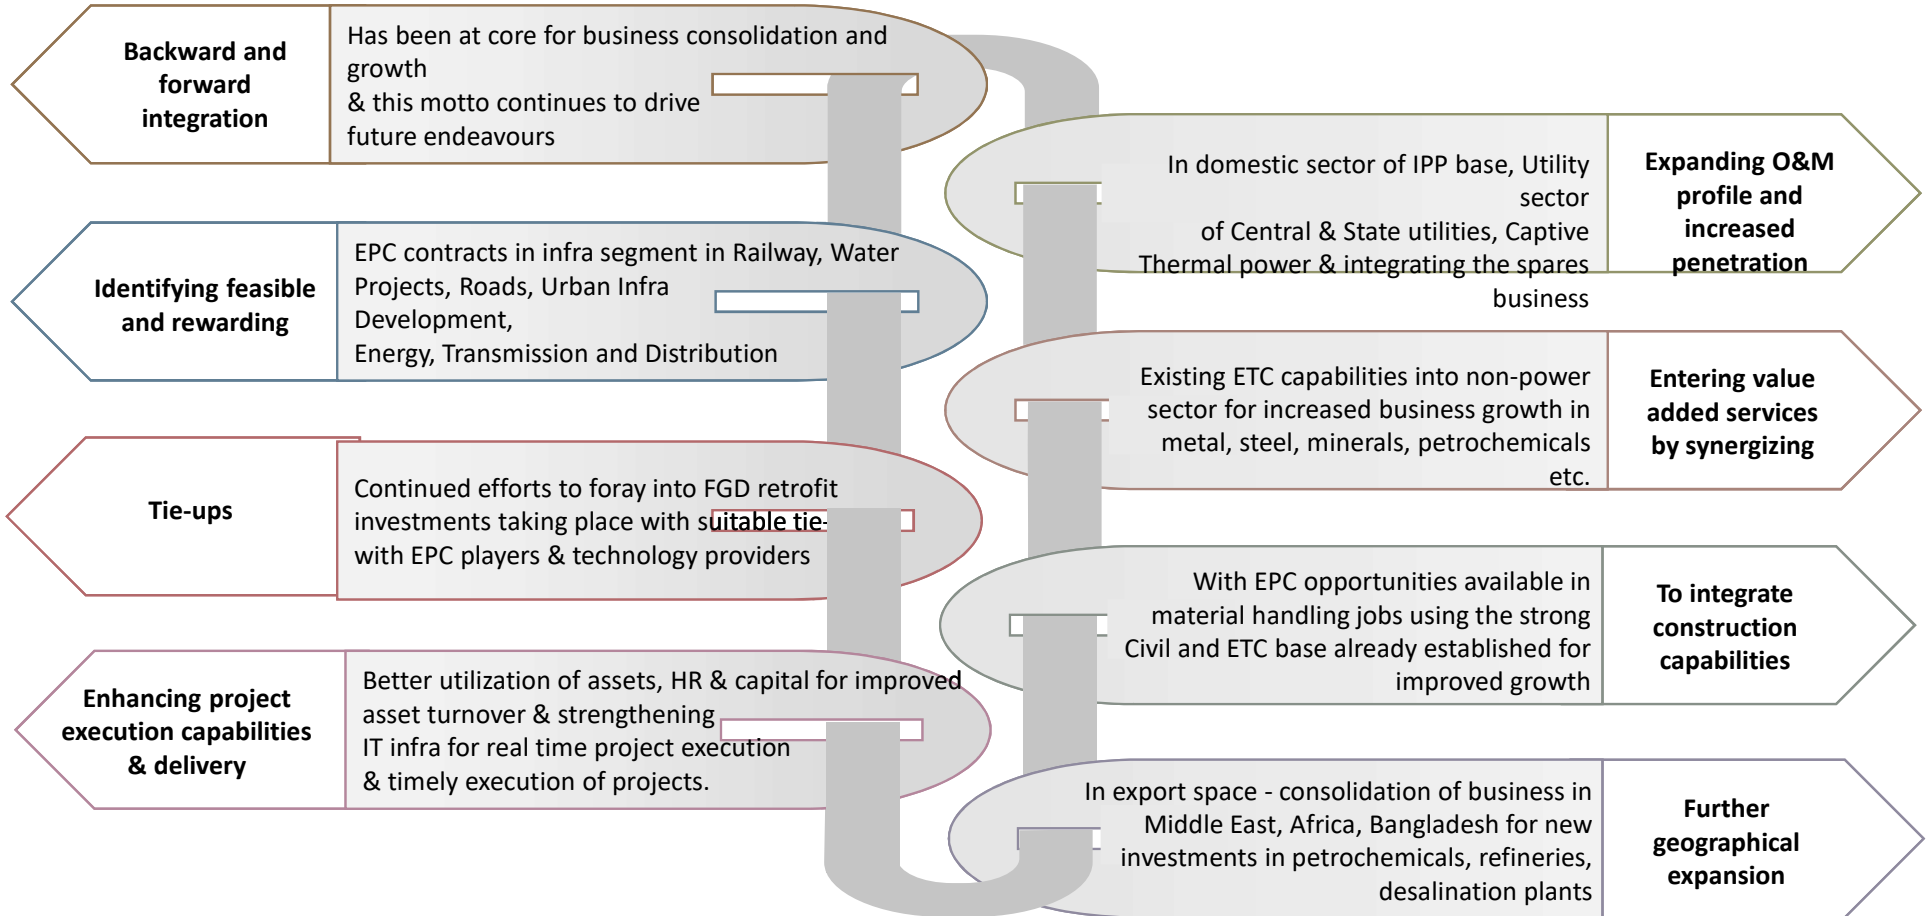 Backward and
forward
integration
Has been at core for business consolidation and
growth
& this motto continues to drive
future endeavours
In domestic sector of IPP base, Utility
sector
of Central & State utilities, Captive
Thermal power & integrating the spares
business
Expanding O&M
profile and
increased
penetration
Identifying feasible
and rewarding
EPC contracts in infra segment in Railway, Water
Projects, Roads, Urban Infra
Development,
Energy, Transmission and Distribution
Existing ETC capabilities into non-power
sector for increased business growth in
metal, steel, minerals, petrochemicals
etc.
Entering value
added services
by synergizing
Tie-ups
Continued efforts to foray into FGD retrofit
investments taking place with suitable tie-
with EPC players & technology providers
With EPC opportunities available in
material handling jobs using the strong
Civil and ETC base already established for
improved growth
To integrate
construction
capabilities
Enhancing project
execution capabilities
& delivery
Better utilization of assets, HR & capital for improved
asset turnover & strengthening
IT infra for real time project execution
& timely execution of projects.
In export space - consolidation of business in
Middle East, Africa, Bangladesh for new
investments in petrochemicals, refineries,
desalination plants
Further
geographical
expansion